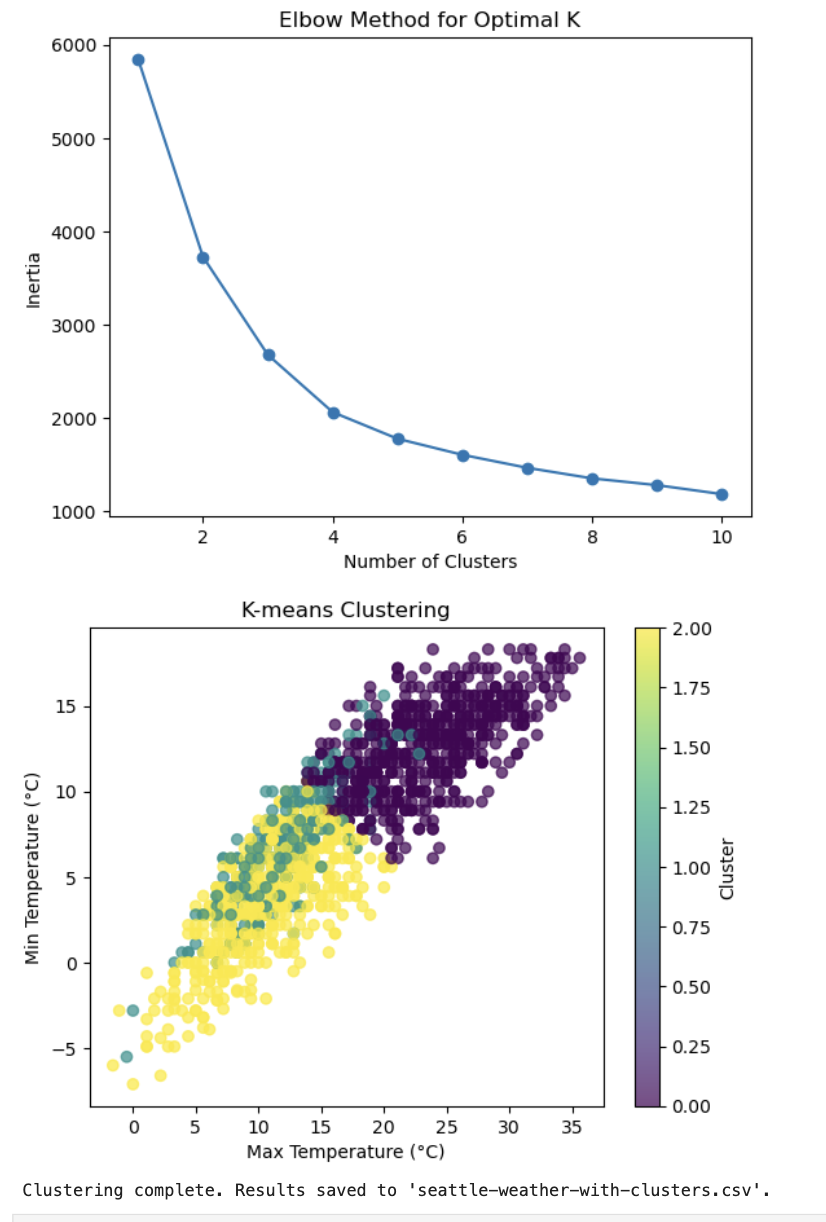 Elbow Method for Optimal K
6000
5000
4000
3000
2000
1000
Inertia
2 4 6 8 10
Number of Clusters
K-means Clustering
15
10
5
0
−5
Min Temperature (°C)
0 5 10 15 20 25 30 35
Max Temperature (°C)
2.00
1.75
1.50
1.25
1.00
0.75
0.50
0.25
0.00
Cluster
Clustering complete. Results saved to 'seattle-weather-with-clusters.csv'.